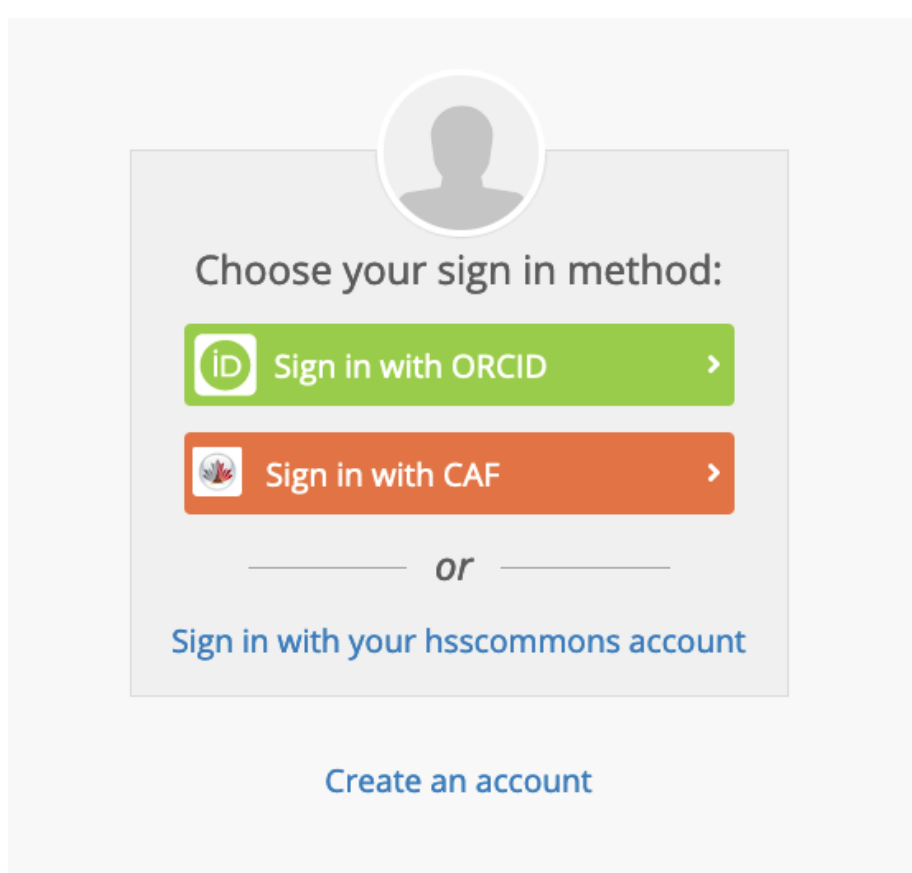 Choose your sign in method:
iD Sign in with ORCID
Sign in with CAF
or
Sign in with your hsscommons account
Create an account